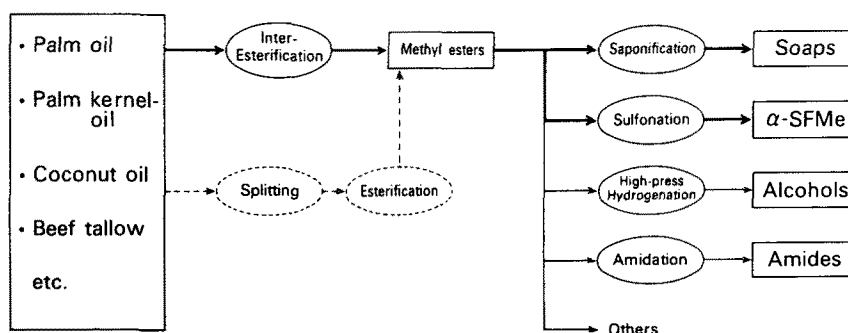 • Palm oil
• Palm kernel-
oil
• Coconut oil
• Beef tallow
etc.
Inter-
Esterification
Methyl esters
Splitting
Esterification
Saponification
Soaps
Sulfonation
α-SFMe
High-press
Hydrogenation
Alcohols
Amidation
Amides
Others